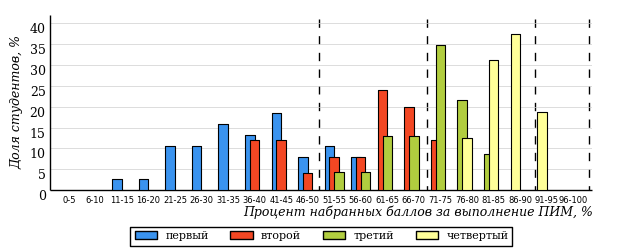 Доля студентов, %
40
35
30
25
20
15
10
5
0
0-5 6-10 11-15 16-20 21-25 26-30 31-35 36-40 41-45 46-50 51-55 56-60 61-65 66-70 71-75 76-80 81-85 86-90 91-95 96-100
Процент набранных баллов за выполнение ПИМ, %
первый второй третий четвертый